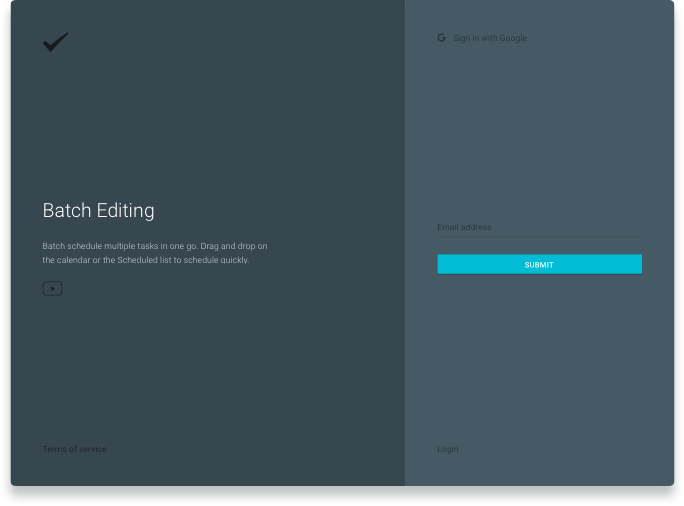 Batch Editing
Batch schedule multiple tasks in one go. Drag and drop on
the calendar or the Scheduled list to schedule quickly.
Terms of service
Sign in with Google
Email address
SUBMIT
Login